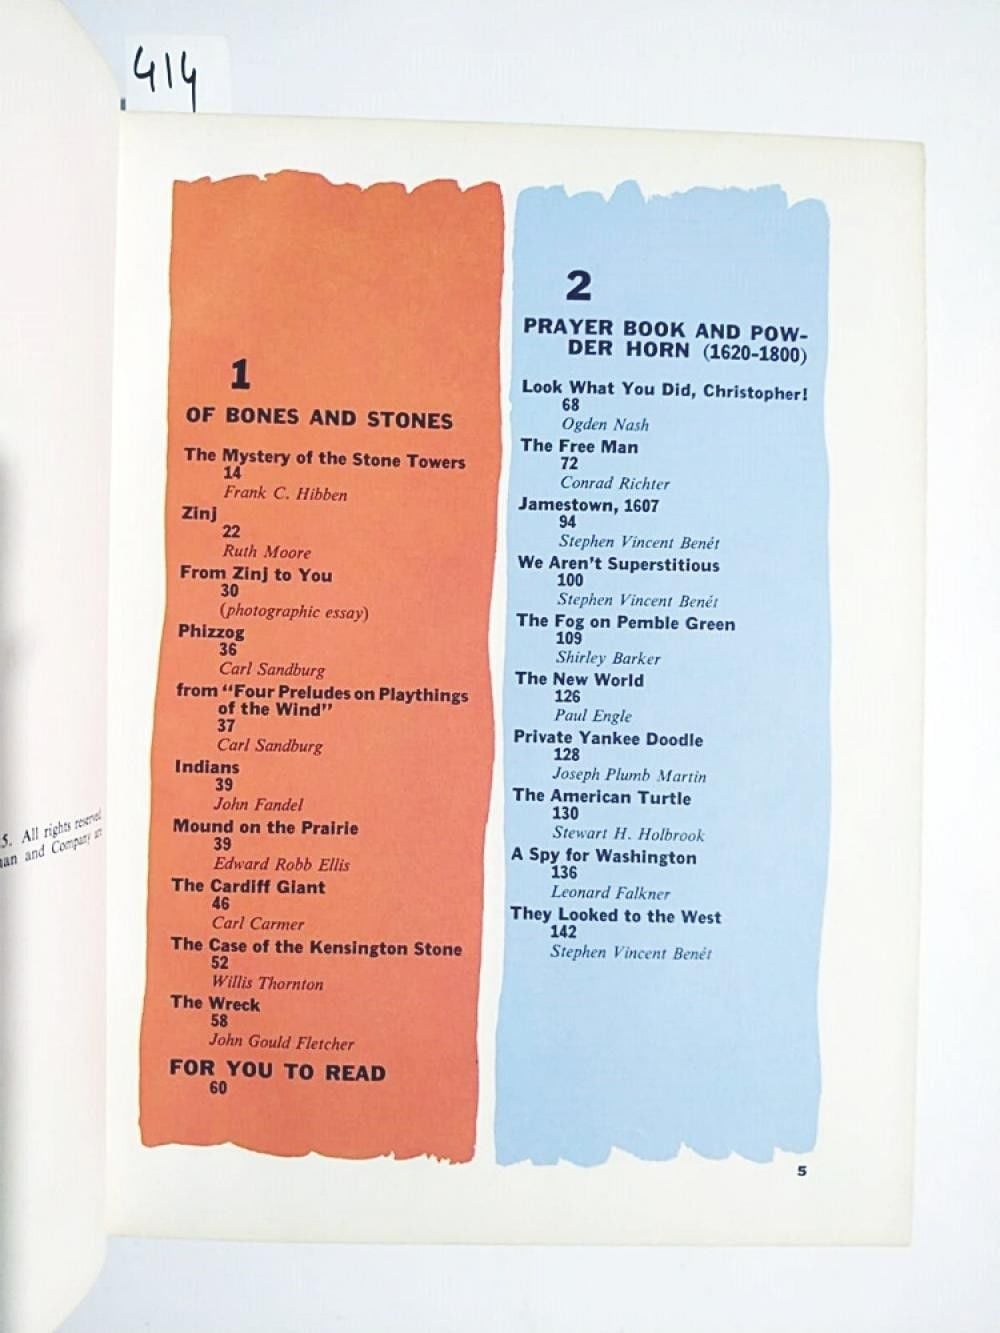 414
5. All rights reserved
and Company are
1
OF BONES AND STONES
The Mystery of the Stone Towers
14
Frank C. Hibben
Zinj
22
Ruth Moore
From Zinj to You
30
(photographic essay)
Phizzog
36
Carl Sandburg
from “Four Preludes on Playthings
of the Wind”
37
Carl Sandburg
Indians
39
John Fandel
Mound on the Prairie
39
Edward Robb Ellis
The Cardiff Giant
46
Carl Carmer
The Case of the Kensington Stone
52
Willis Thornton
The Wreck
58
John Gould Fletcher
FOR YOU TO READ
60
2
PRAYER BOOK AND POW-
DER HORN (1620-1800)
Look What You Did, Christopher!
68
Ogden Nash
The Free Man
72
Conrad Richter
Jamestown, 1607
94
Stephen Vincent Benét
We Aren't Superstitious
100
Stephen Vincent Benét
The Fog on Pemble Green
109
Shirley Barker
The New World
126
Paul Engle
Private Yankee Doodle
128
Joseph Plumb Martin
The American Turtle
130
Stewart H. Holbrook
A Spy for Washington
136
Leonard Falkner
They Looked to the West
142
Stephen Vincent Benét
5